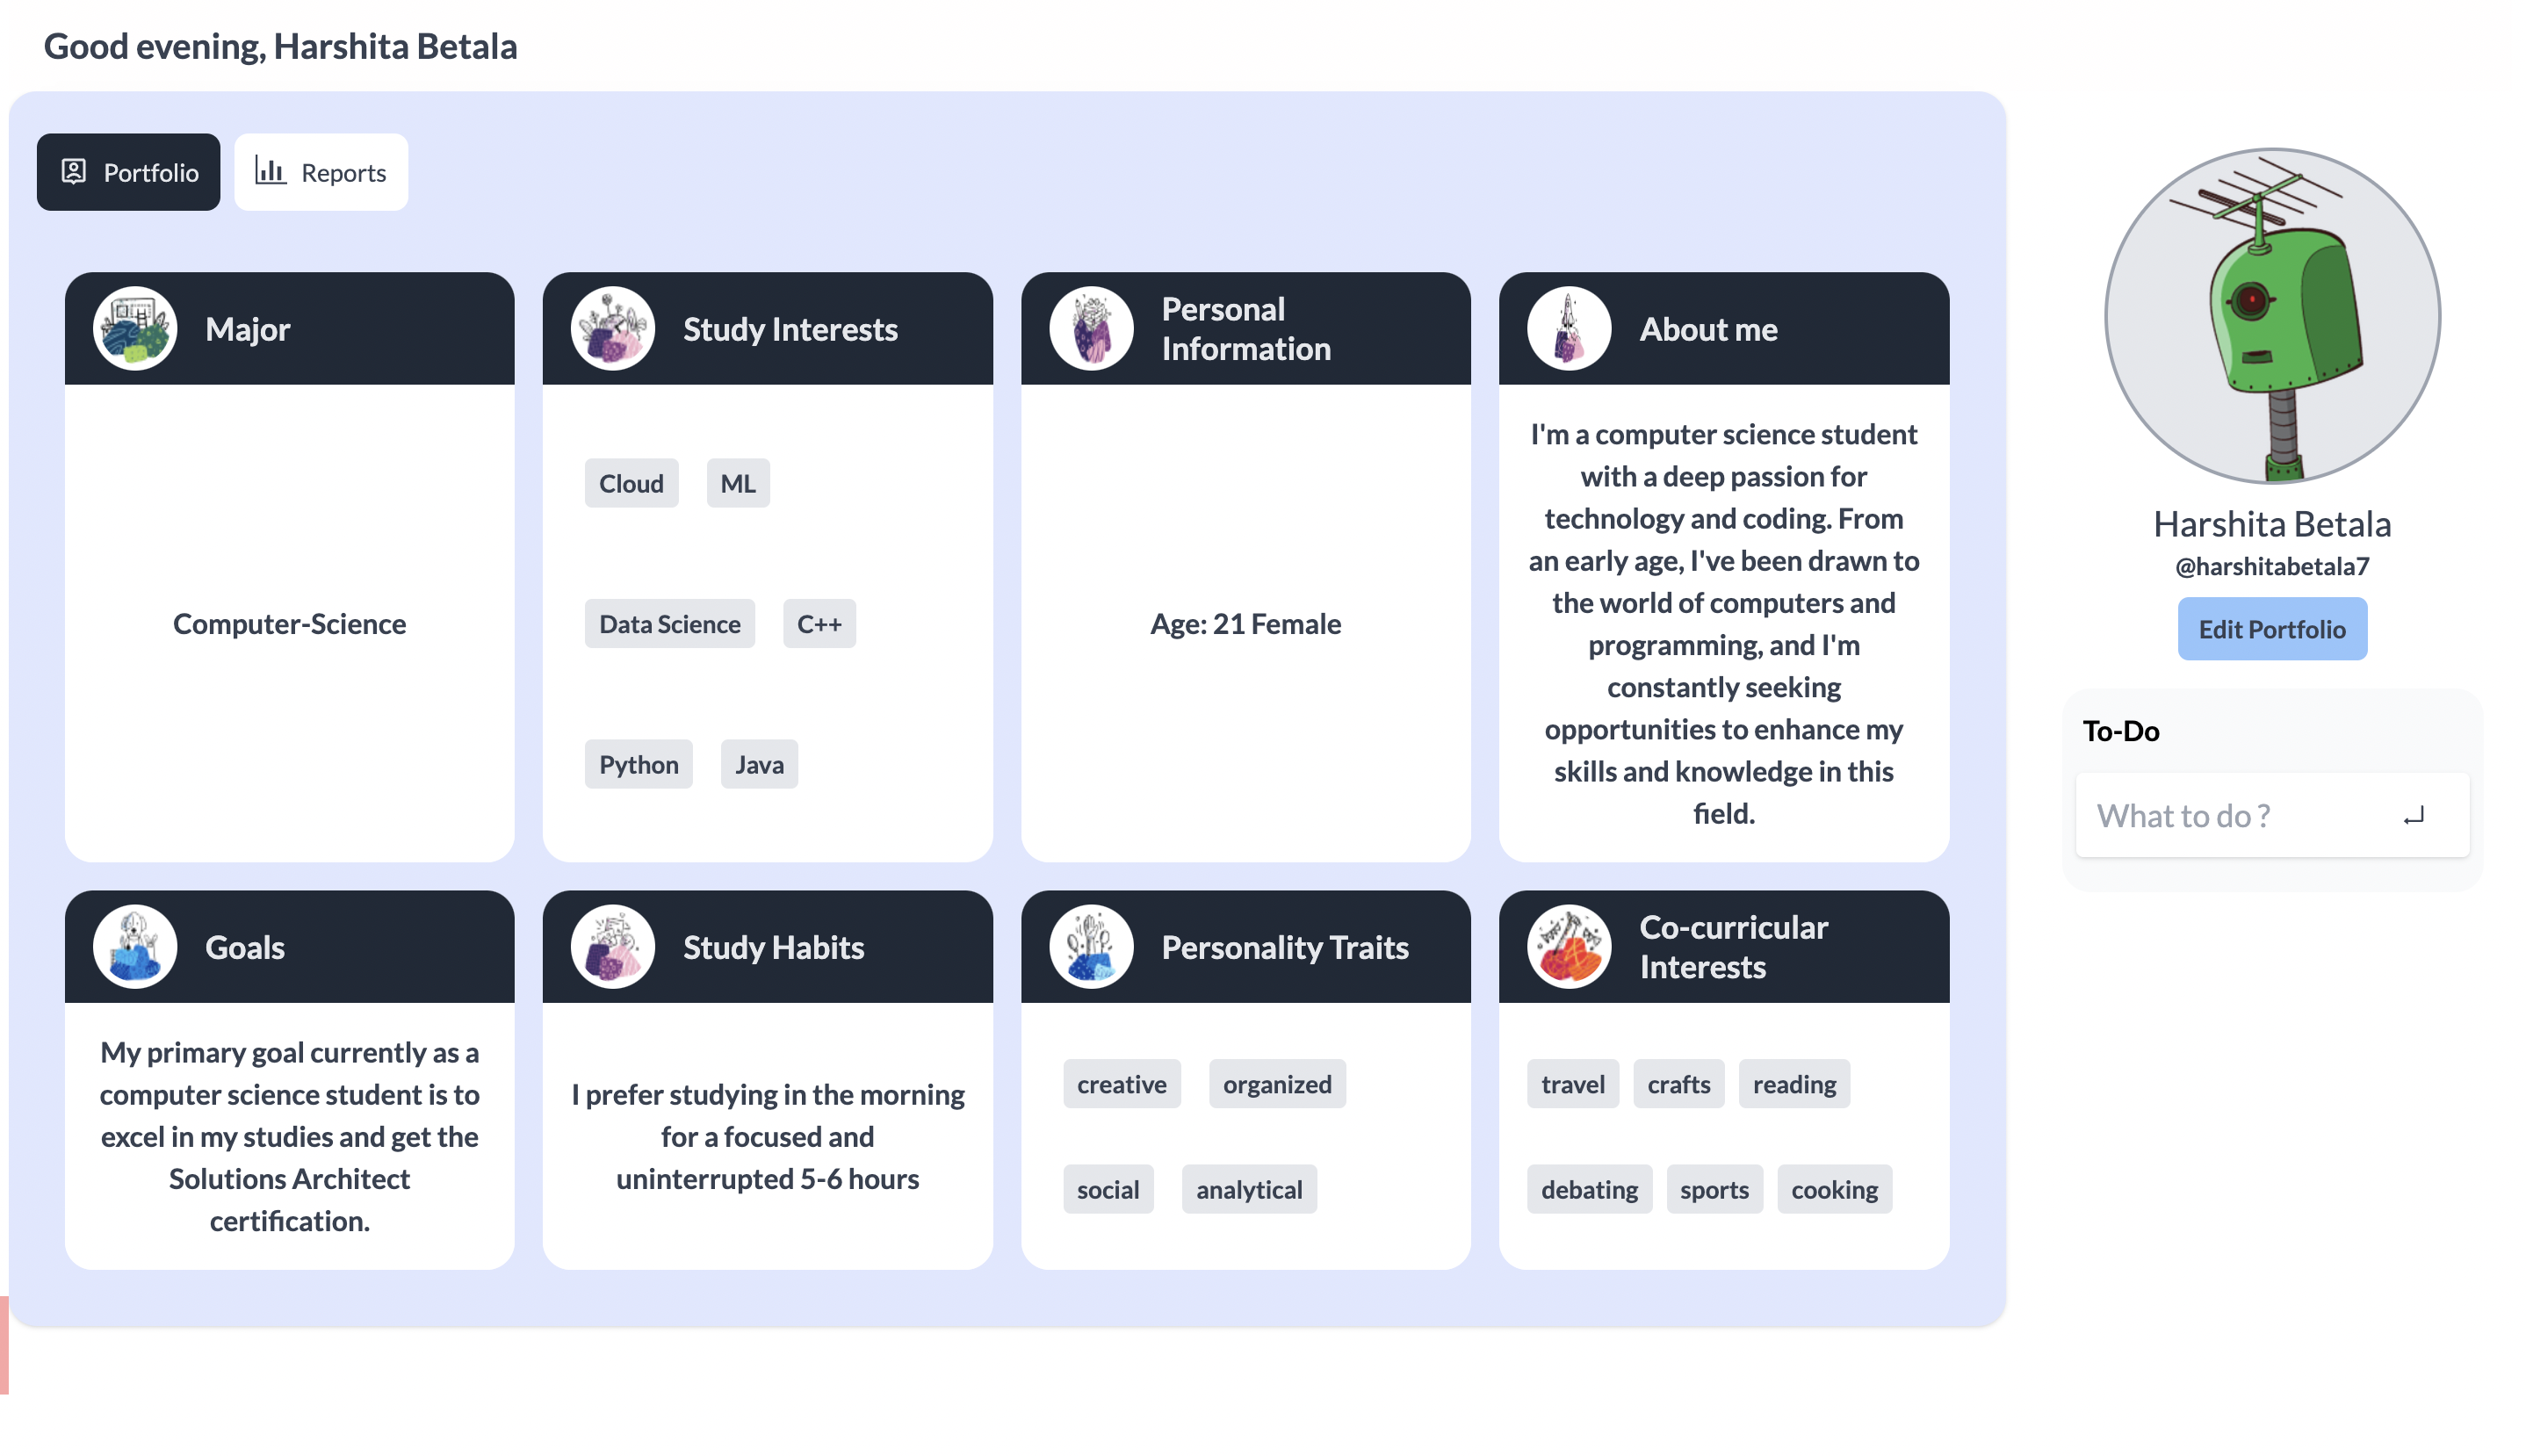 Good evening, Harshita Betala
Portfolio
Reports
Major
Computer-Science
Study Interests
Cloud
ML
Data Science
C++
Python
Java
Personal
Information
Age: 21 Female
About me
I'm a computer science student
with a deep passion for
technology and coding. From
an early age, I've been drawn to
the world of computers and
programming, and I'm
constantly seeking
opportunities to enhance my
skills and knowledge in this
field.
Goals
My primary goal currently as a
computer science student is to
excel in my studies and get the
Solutions Architect
certification.
Study Habits
I prefer studying in the morning
for a focused and
uninterrupted 5-6 hours
Personality Traits
creative
organized
social
analytical
Co-curricular
Interests
travel
crafts
reading
debating
sports
cooking
Harshita Betala
@harshitabetala7
Edit Portfolio
To-Do
What to do ?